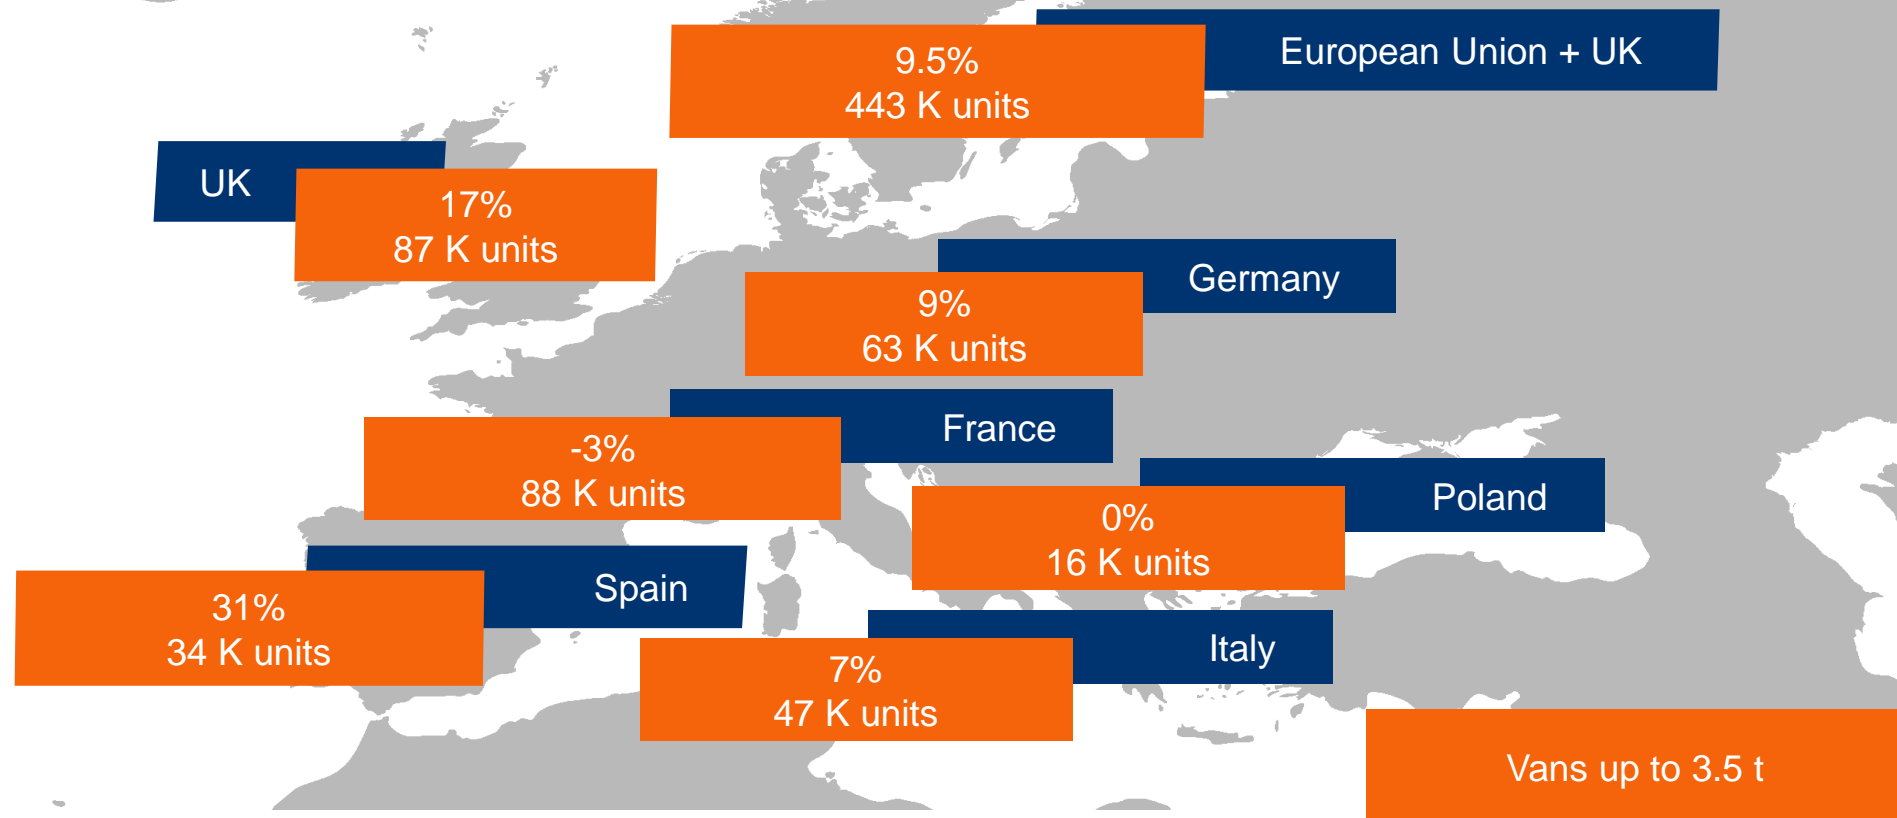 European Union + UK
9.5%
443 K units
UK
17%
87 K units
Germany
9%
63 K units
France
-3%
88 K units
Poland
0%
16 K units
Spain
31%
34 K units
Italy
7%
47 K units
Vans up to 3.5 t